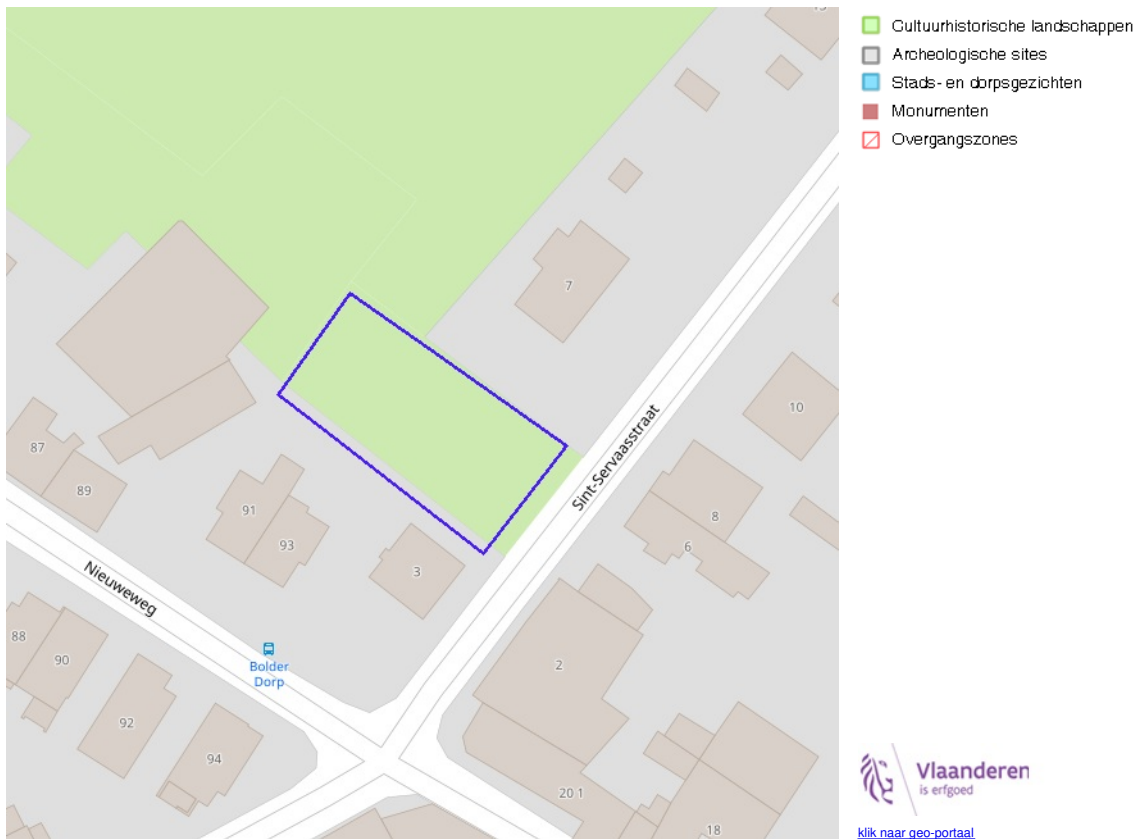 Cultuurhistorische landschappen
Archeologische sites
Stads- en dorpsgezichten
Monumenten
Overgangszones
7
10
Sint-Servaasstraat
87
89
91
93
3
8
6
Nieuweweg
88
90
Bolder
Dorp
92
94
2
20 1
18
Vlaanderen
is erfgoed
klik naar geo-portaal